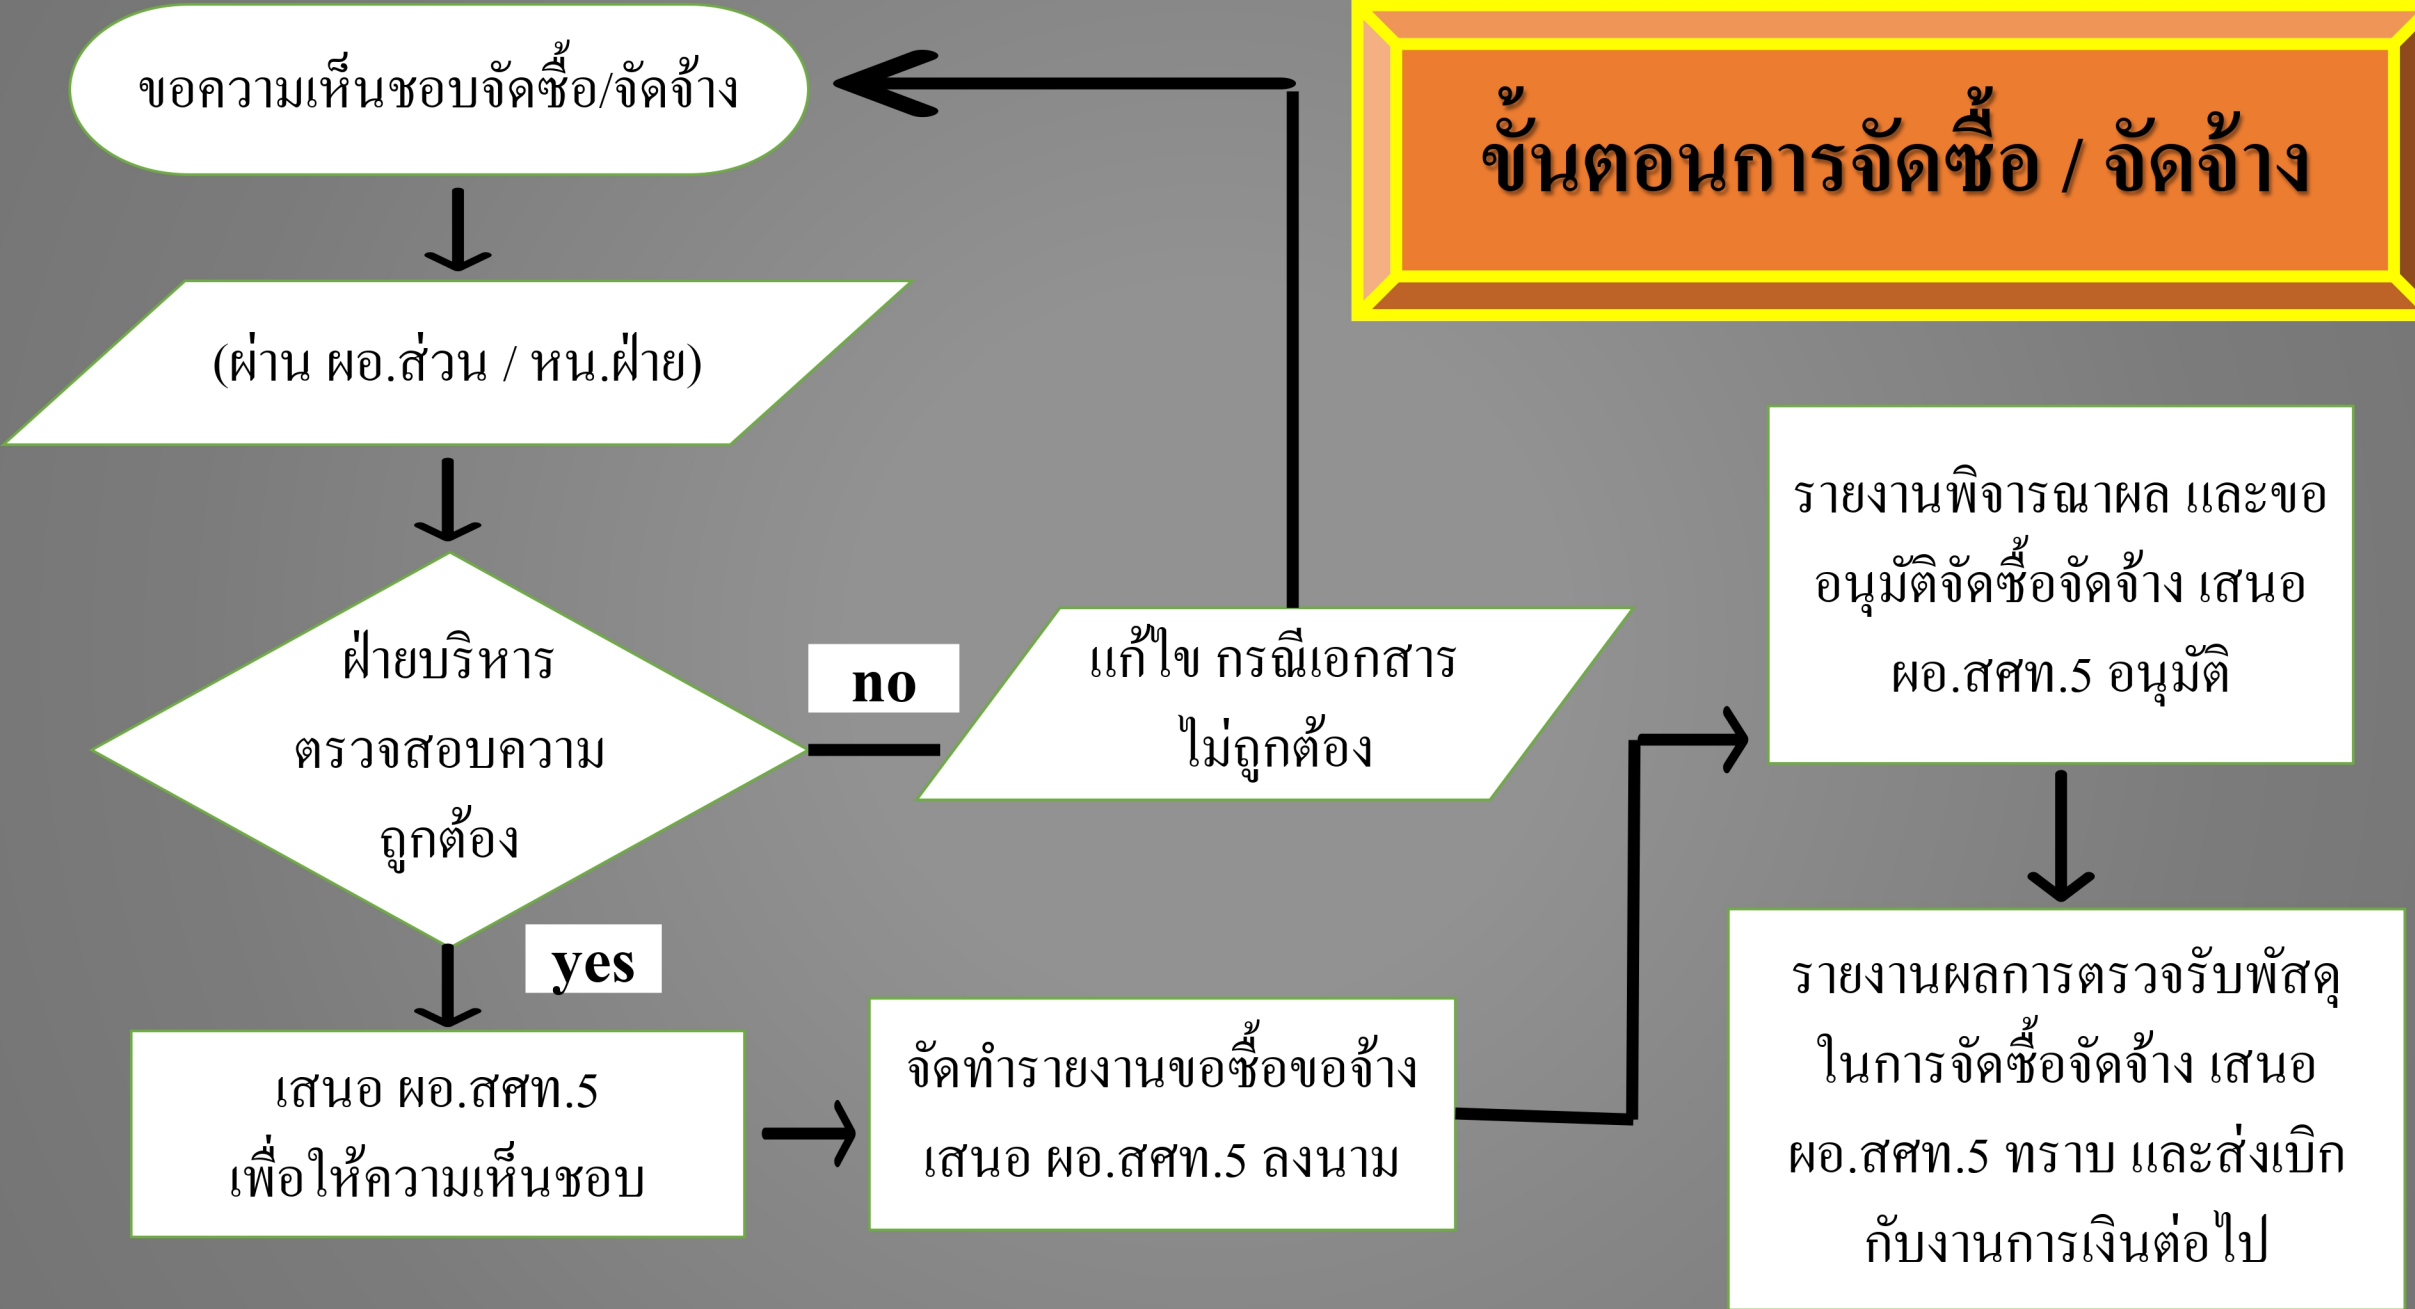 ขั้นตอนการจัดซื้อ / จัดจ้าง
ขอความเห็นชอบจัดซื้อ/จัดจ้าง
(ผ่าน ผอ.ส่วน / หน.ฝ่าย)
ฝ่ายบริหาร
ตรวจสอบความ
ถูกต้อง
no
แก้ไข กรณีเอกสาร
ไม่ถูกต้อง
yes
เสนอ ผอ.สศท.5
เพื่อให้ความเห็นชอบ
จัดทำรายงานขอซื้อขอจ้าง
เสนอ ผอ.สศท.5 ลงนาม
รายงานพิจารณาผล และขอ
อนุมัติจัดซื้อจัดจ้าง เสนอ
ผอ.สศท.5 อนุมัติ
รายงานผลการตรวจรับพัสดุ
ในการจัดซื้อจัดจ้าง เสนอ
ผอ.สศท.5 ทราบ และส่งเบิก
กับงานการเงินต่อไป